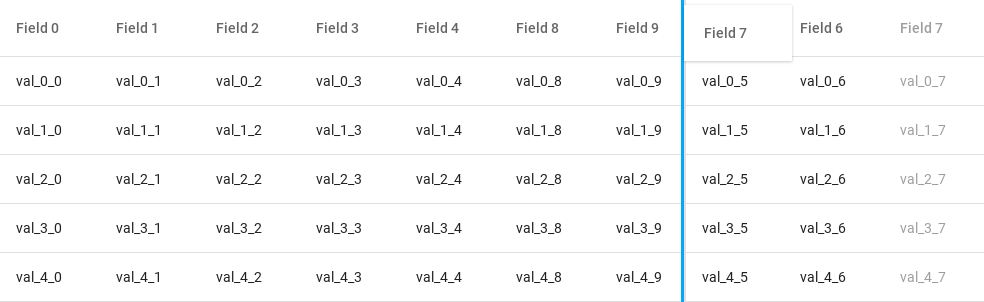 Field 0 Field 1 Field 2 Field 3 Field 4 Field 8 Field 9 Field 7 Field 6 Field 7
val_0_0 val_0_1 val_0_2 val_0_3 val_0_4 val_0_8 val_0_9 val_0_5 val_0_6 val_0_7
val_1_0 val_1_1 val_1_2 val_1_3 val_1_4 val_1_8 val_1_9 val_1_5 val_1_6 val_1_7
val_2_0 val_2_1 val_2_2 val_2_3 val_2_4 val_2_8 val_2_9 val_2_5 val_2_6 val_2_7
val_3_0 val_3_1 val_3_2 val_3_3 val_3_4 val_3_8 val_3_9 val_3_5 val_3_6 val_3_7
val_4_0 val_4_1 val_4_2 val_4_3 val_4_4 val_4_8 val_4_9 val_4_5 val_4_6 val_4_7